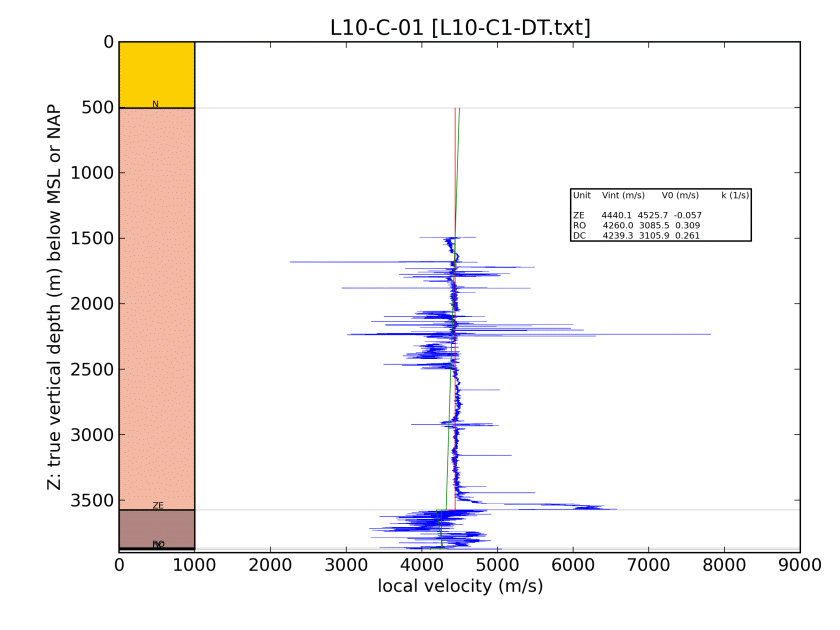 L10-C-01 [L10-C1-DT.txt]
0
500
1000
1500
2000
2500
3000
3500
Z: true vertical depth (m) below MSL or NAP
N
ZE
Unit Vint (m/s) V0 (m/s) k (1/s)
ZE 4440.1 4525.7 -0.057
RO 4260.0 3085.5 0.309
DC 4239.3 3105.9 0.261
0 1000 2000 3000 4000 5000 6000 7000 8000 9000
local velocity (m/s)